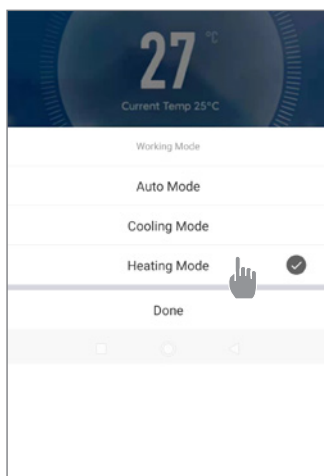 27 °C
Current Temp 25°C
Working Mode
Auto Mode
Cooling Mode
Heating Mode
Done